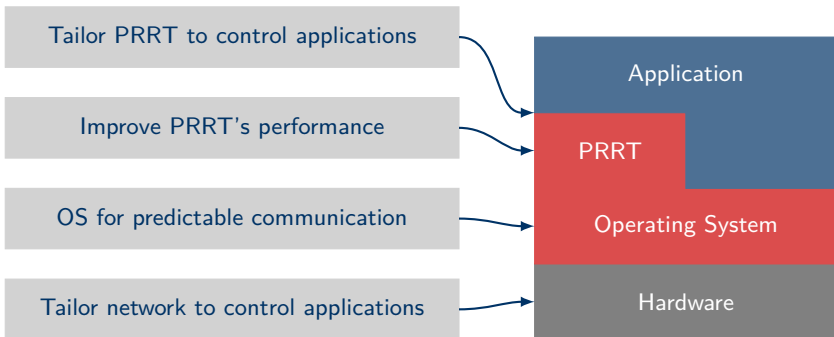 Tailor PRRT to control applications
Improve PRRT's performance
OS for predictable communication
Tailor network to control applications
Application
PRRT
Operating System
Hardware